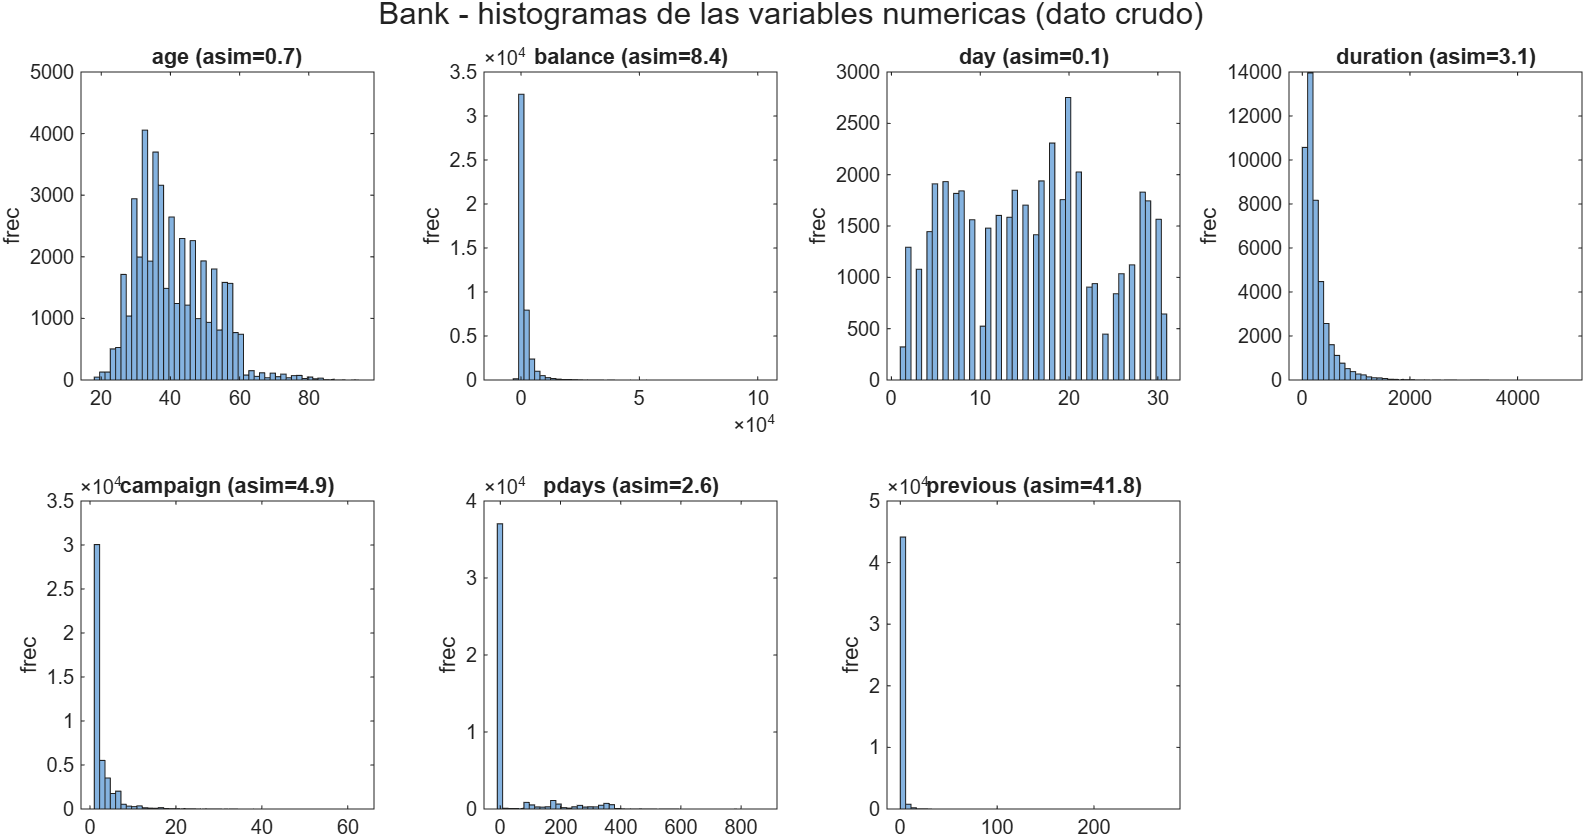 Bank - histogramas de las variables numericas (dato crudo)
age (asim=0.7)
5000
4000
3000
2000
1000
0
frec
20 40 60 80
×10⁴ balance (asim=8.4)
3.5
3
2.5
2
1.5
1
0.5
0
frec
0 5 10
×10⁴
day (asim=0.1)
3000
2500
2000
1500
1000
500
0
frec
0 10 20 30
duration (asim=3.1)
14000
12000
10000
8000
6000
4000
2000
0
frec
0 2000 4000
×10⁴ campaign (asim=4.9)
3.5
3
2.5
2
1.5
1
0.5
0
frec
0 20 40 60
×10⁴ pdays (asim=2.6)
4
3
2
1
0
frec
0 200 400 600 800
×10⁴ previous (asim=41.8)
5
4
3
2
1
0
frec
0 100 200